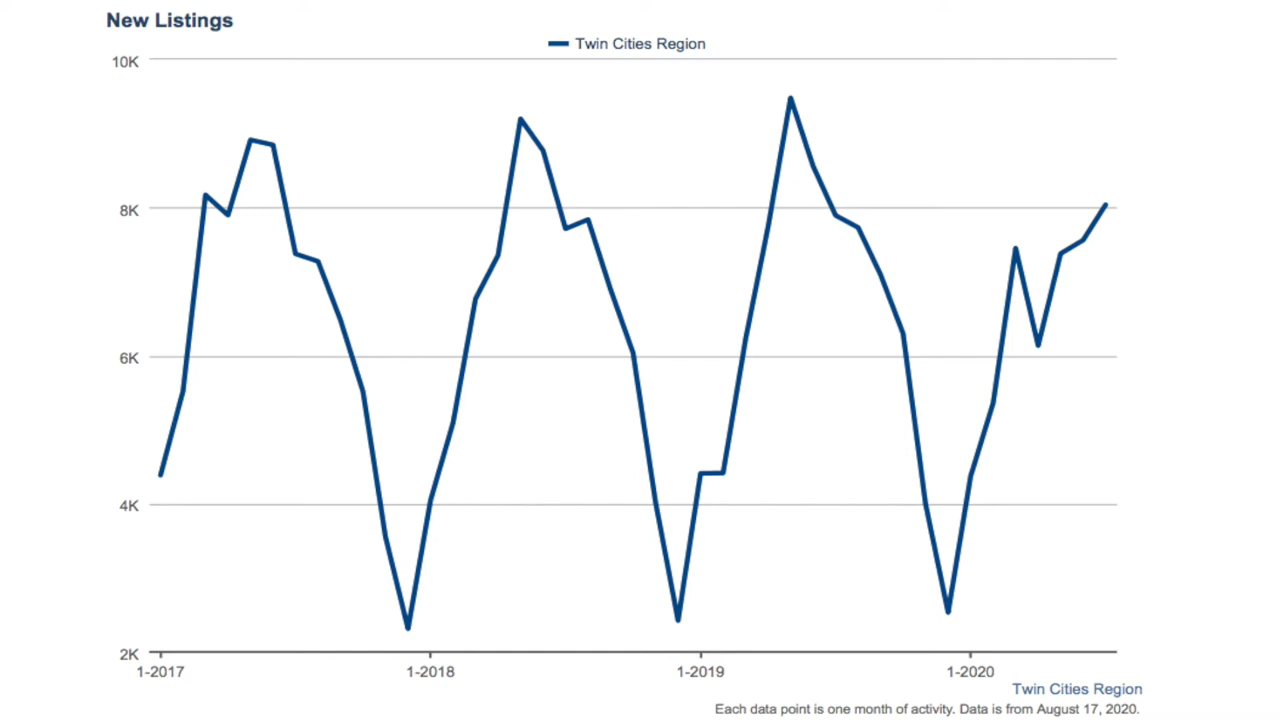 New Listings
Twin Cities Region
10K
8K
6K
4K
2K
1-2017 1-2018 1-2019 1-2020
Twin Cities Region
Each data point is one month of activity. Data is from August 17, 2020.